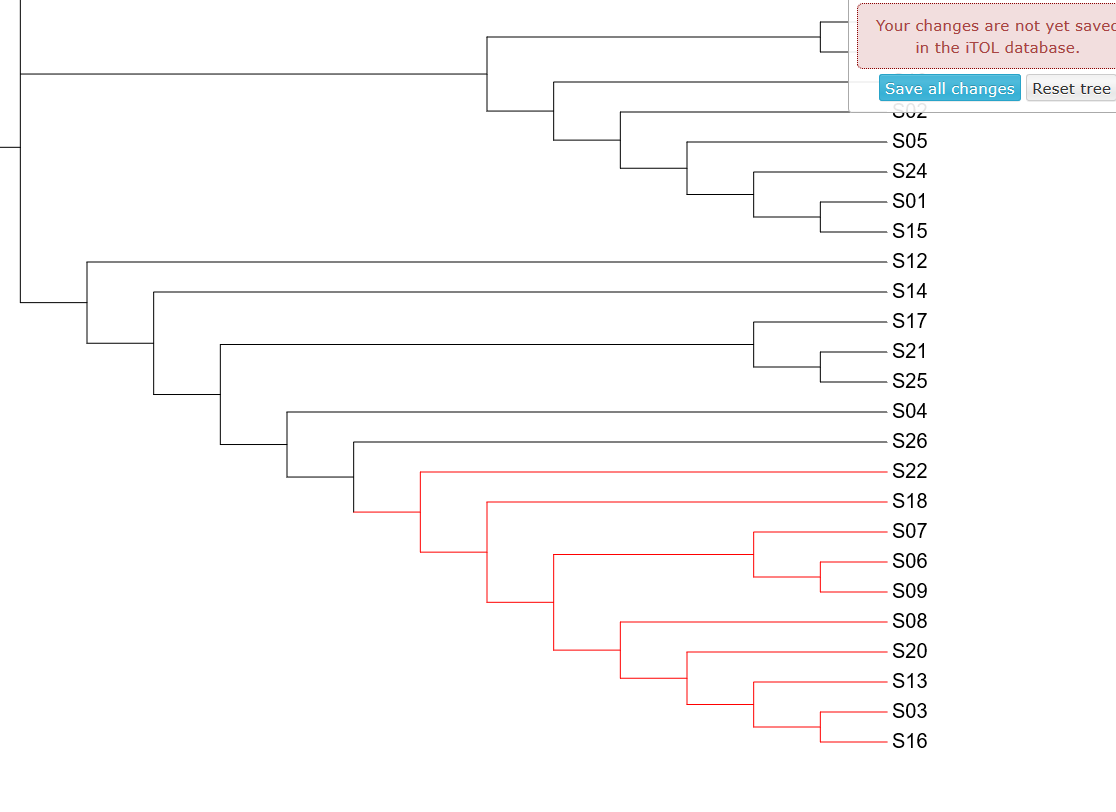 Your changes are not yet saved
in the iTOL database.
Save all changes Reset tree
S02
S05
S24
S01
S15
S12
S14
S17
S21
S25
S04
S26
S22
S18
S07
S06
S09
S08
S20
S13
S03
S16